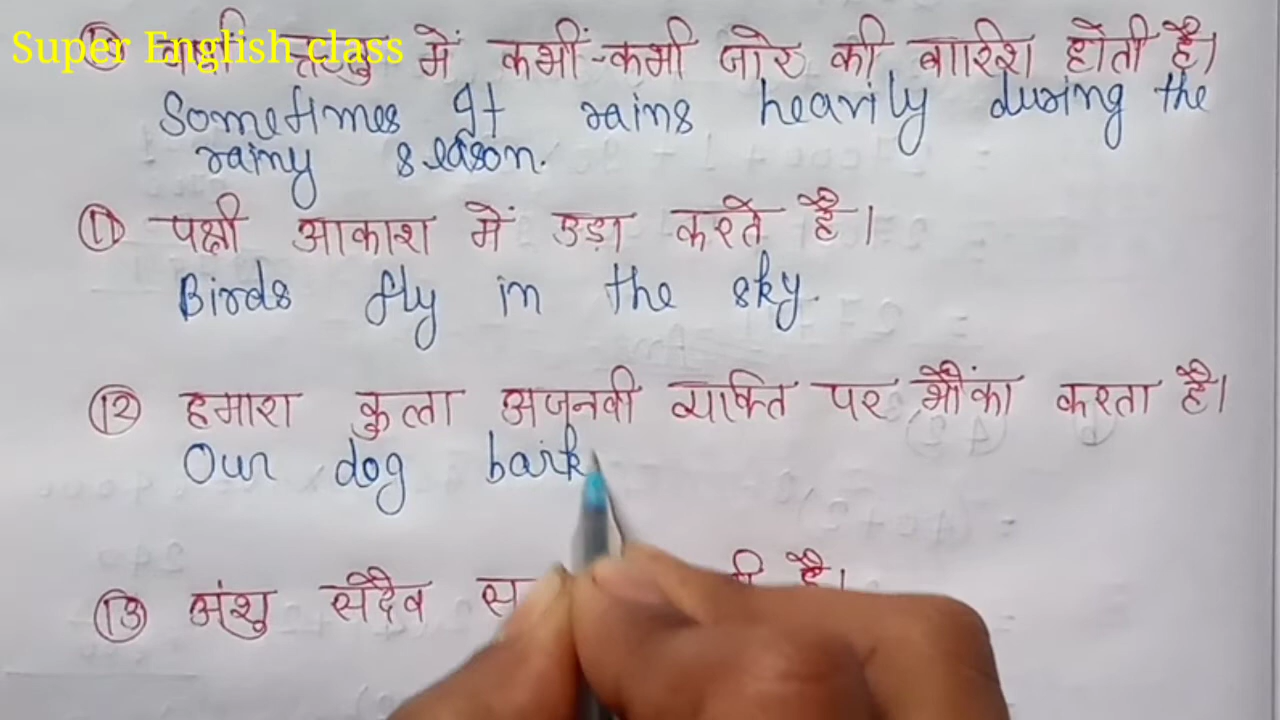 Super English class
में कभीं-कभी जोर की बारिश होती है।
Sometimes It rains heavily during the
rainy season.
⑪ पक्षी आकाश में उड़ा करते है।
Birds fly in the sky.
⑫ हमारा कुत्ता अजनवी व्यक्ति पर भौंका करता है।
Our dog bark
⑬ अंशु सदैव है।